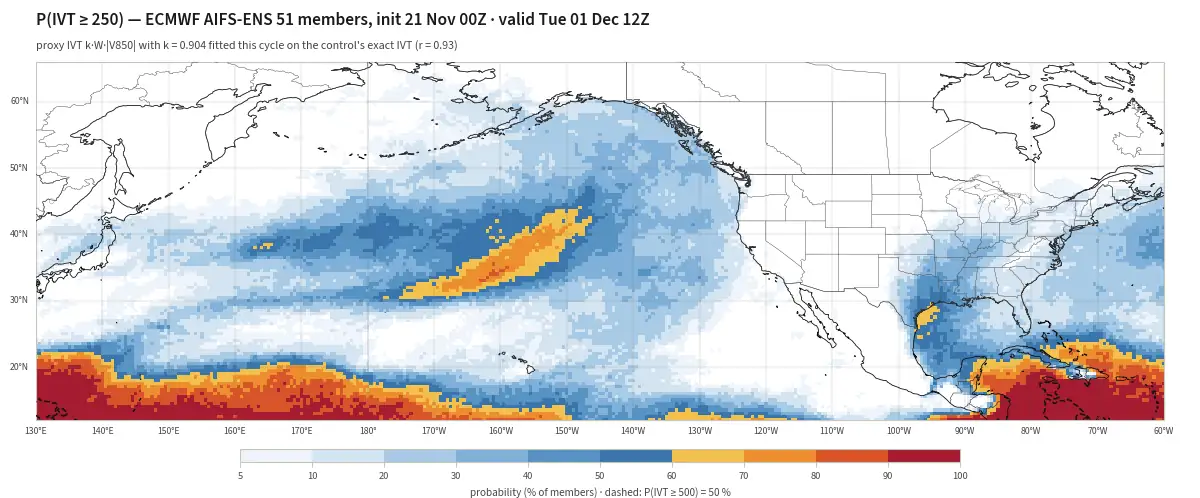 P(IVT ≥ 250) — ECMWF AIFS-ENS 51 members, init 21 Nov 00Z · valid Tue 01 Dec 12Z
proxy IVT k·W·|V850| with k = 0.904 fitted this cycle on the control's exact IVT (r = 0.93)
60°N
50°N
40°N
30°N
20°N
130°E 140°E 150°E 160°E 170°E 180° 170°W 160°W 150°W 140°W 130°W 120°W 110°W 100°W 90°W 80°W 70°W 60°W
5 10 20 30 40 50 60 70 80 90 100
probability (% of members) · dashed: P(IVT ≥ 500) = 50 %